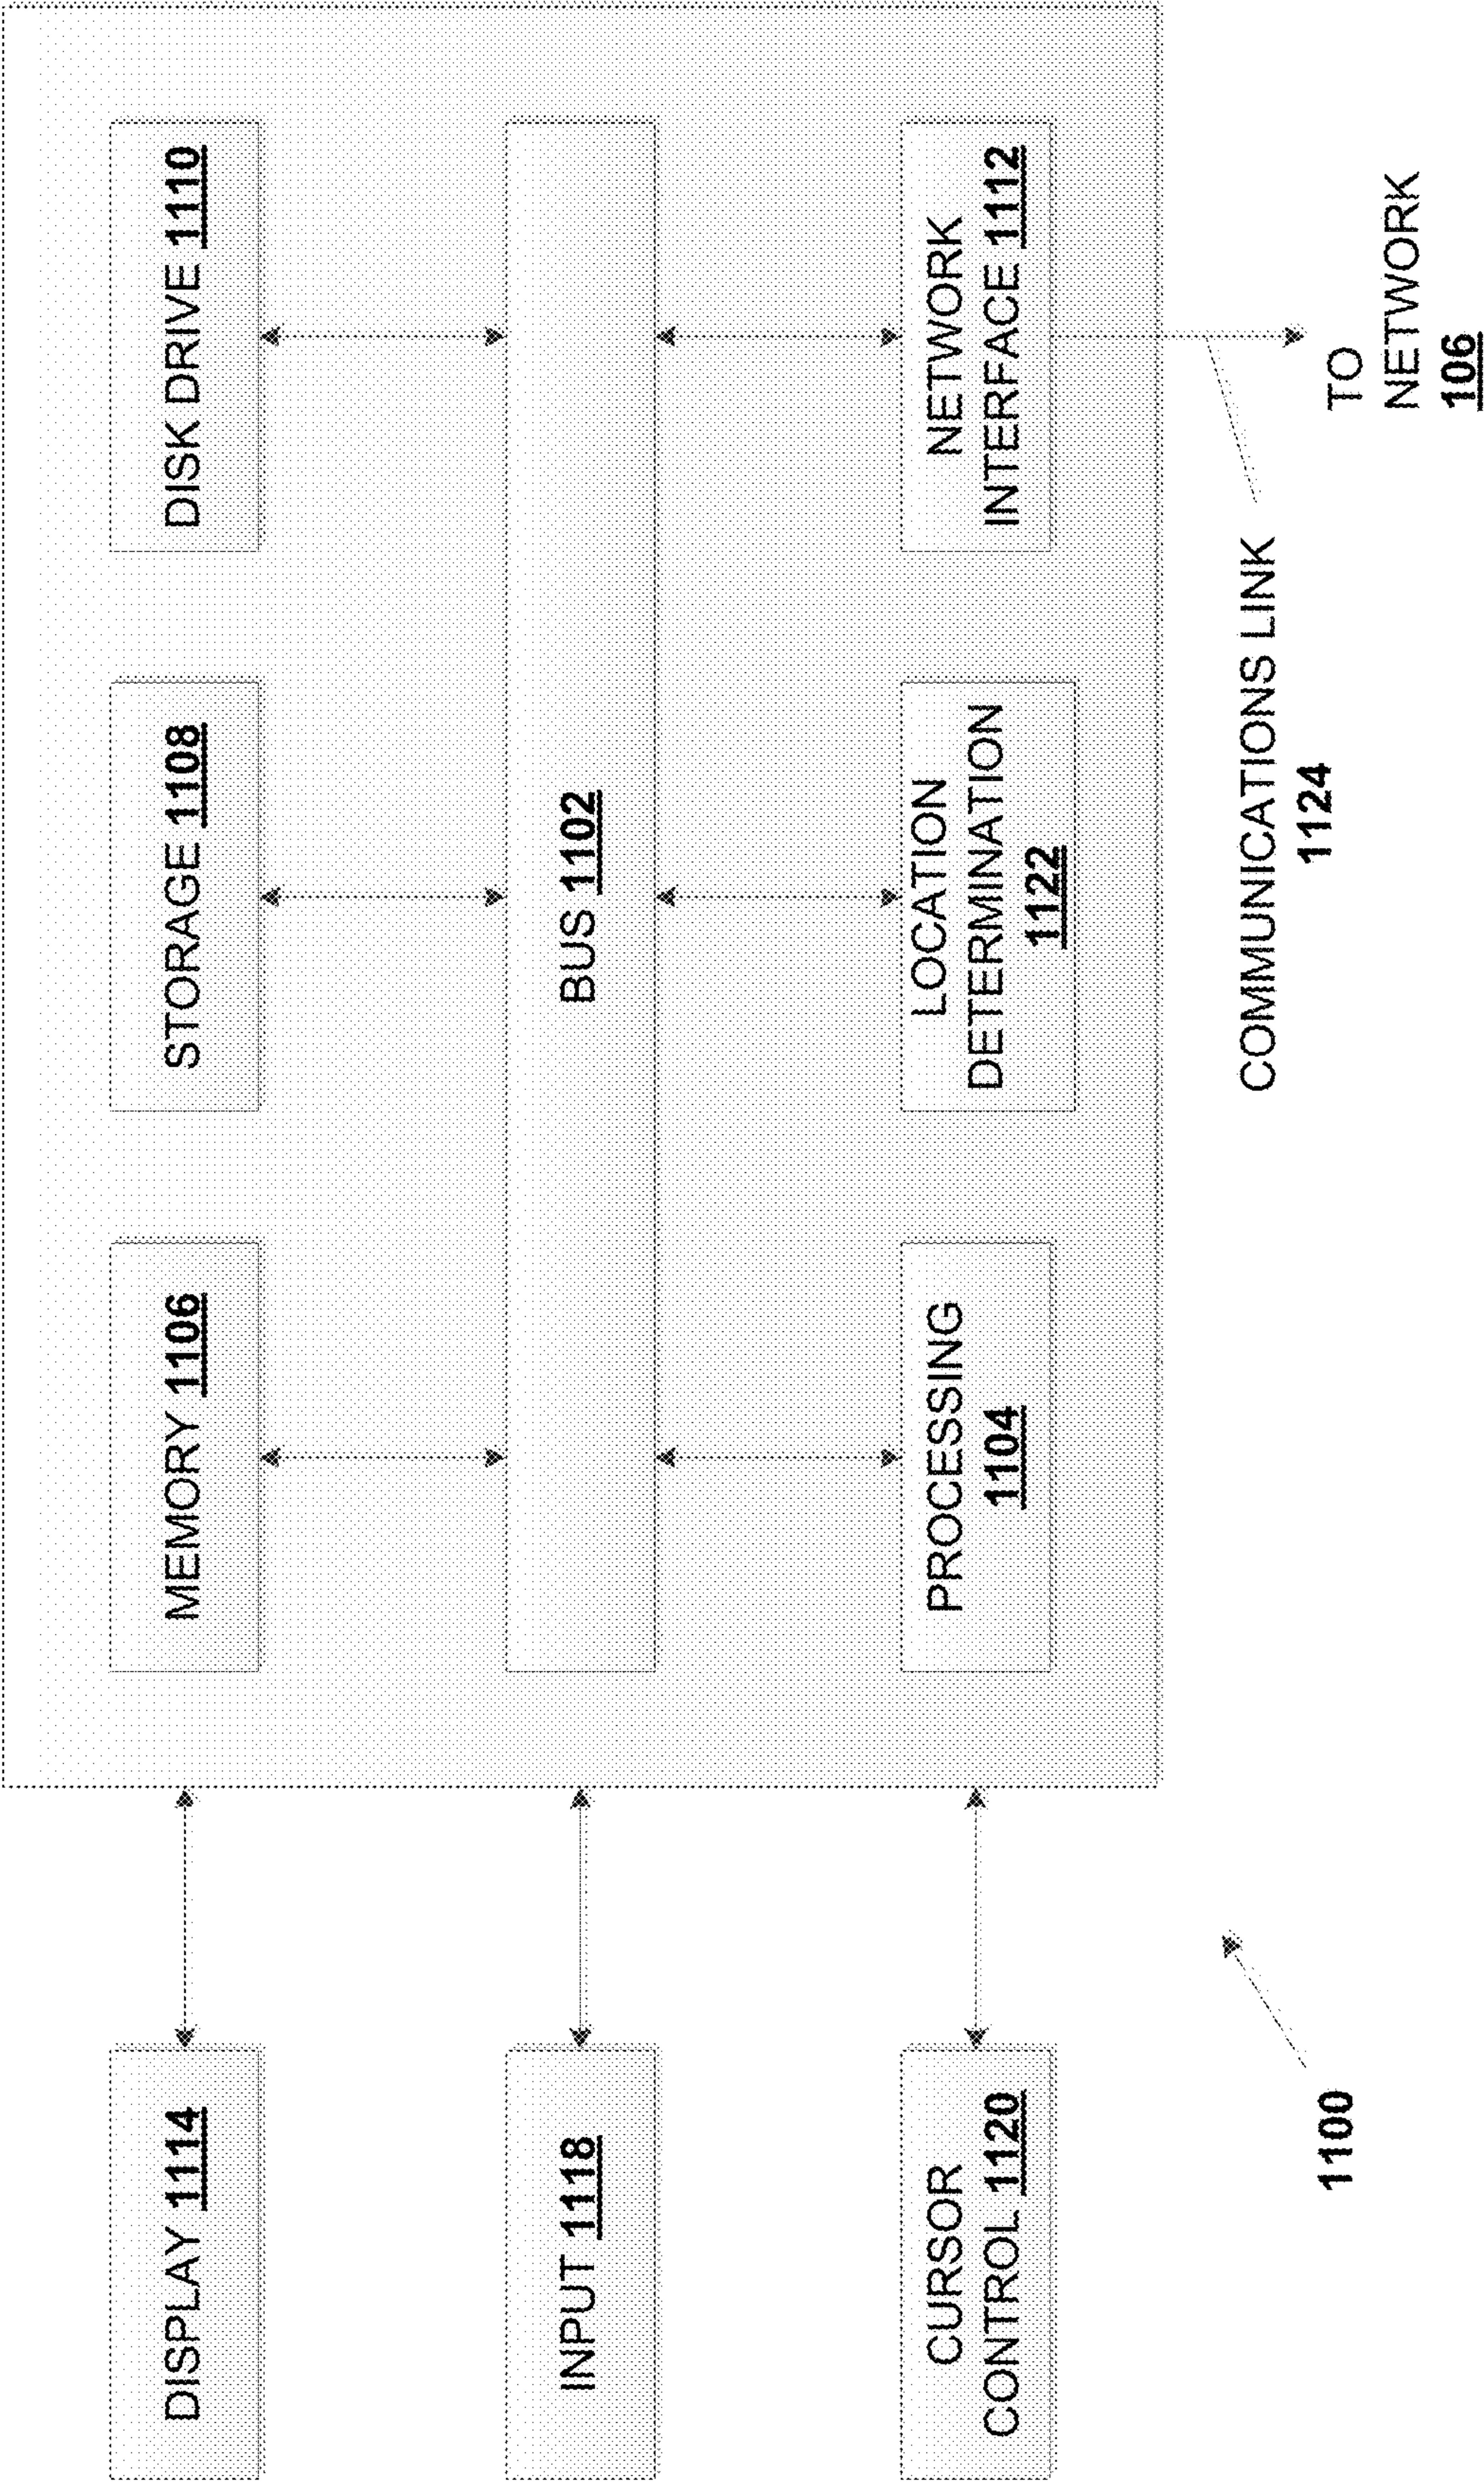 DISPLAY 1114
MEMORY 1106
STORAGE 1108
DISK DRIVE 1110
INPUT 1118
BUS 1102
CURSOR
CONTROL 1120
PROCESSING
1104
LOCATION
DETERMINATION
1122
NETWORK
INTERFACE 1112
COMMUNICATIONS LINK
1124
TO
NETWORK
106
1100